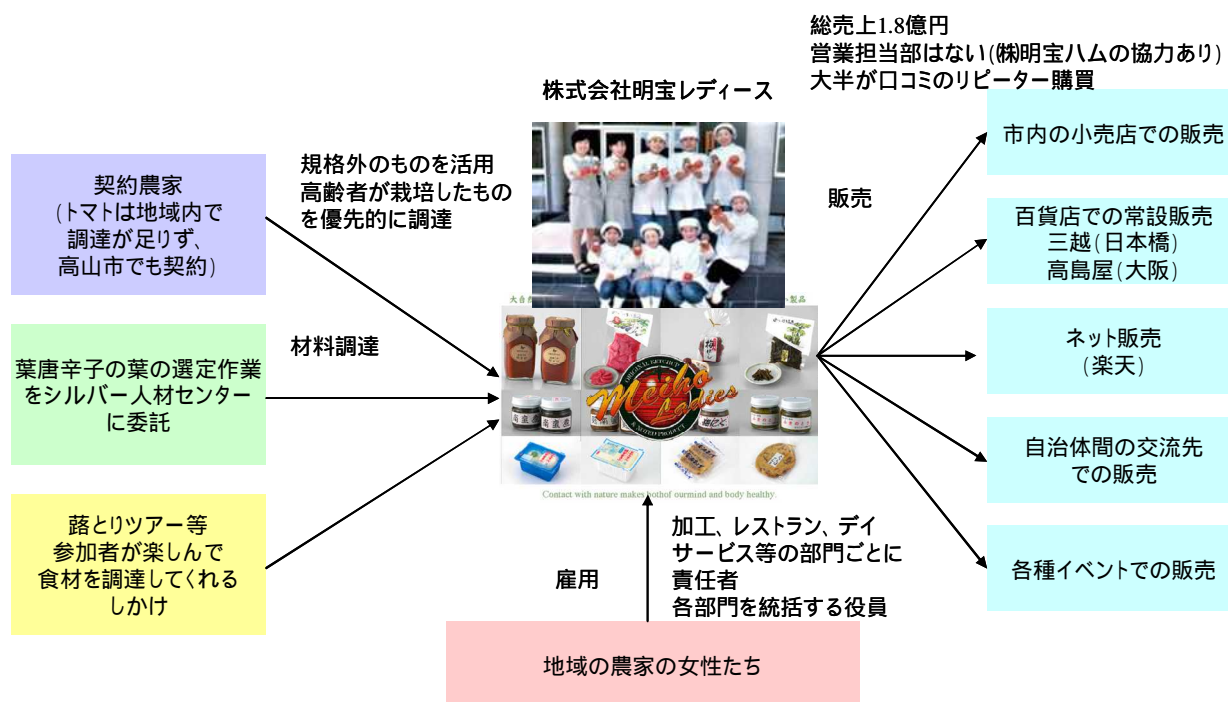 総売上1.8億円
営業担当部はない(㈱明宝ハムの協力あり)
大半が口コミのリピーター購買
株式会社明宝レディース
契約農家
(トマトは地域内で
調達が足りず、
高山市でも契約)
規格外のものを活用
高齢者が栽培したもの
を優先的に調達
葉唐辛子の葉の選定作業
をシルバー人材センター
に委託
材料調達
蕗とりツアー等
参加者が楽しんで
食材を調達してくれる
しかけ
Meiho
Ladies
Contact with nature makes bothof ourmind and body healthy.
雇用
加工、レストラン、デイ
サービス等の部門ごとに
責任者
各部門を統括する役員
地域の農家の女性たち
販売
市内の小売店での販売
百貨店での常設販売
三越(日本橋)
高島屋(大阪)
ネット販売
(楽天)
自治体間の交流先
での販売
各種イベントでの販売